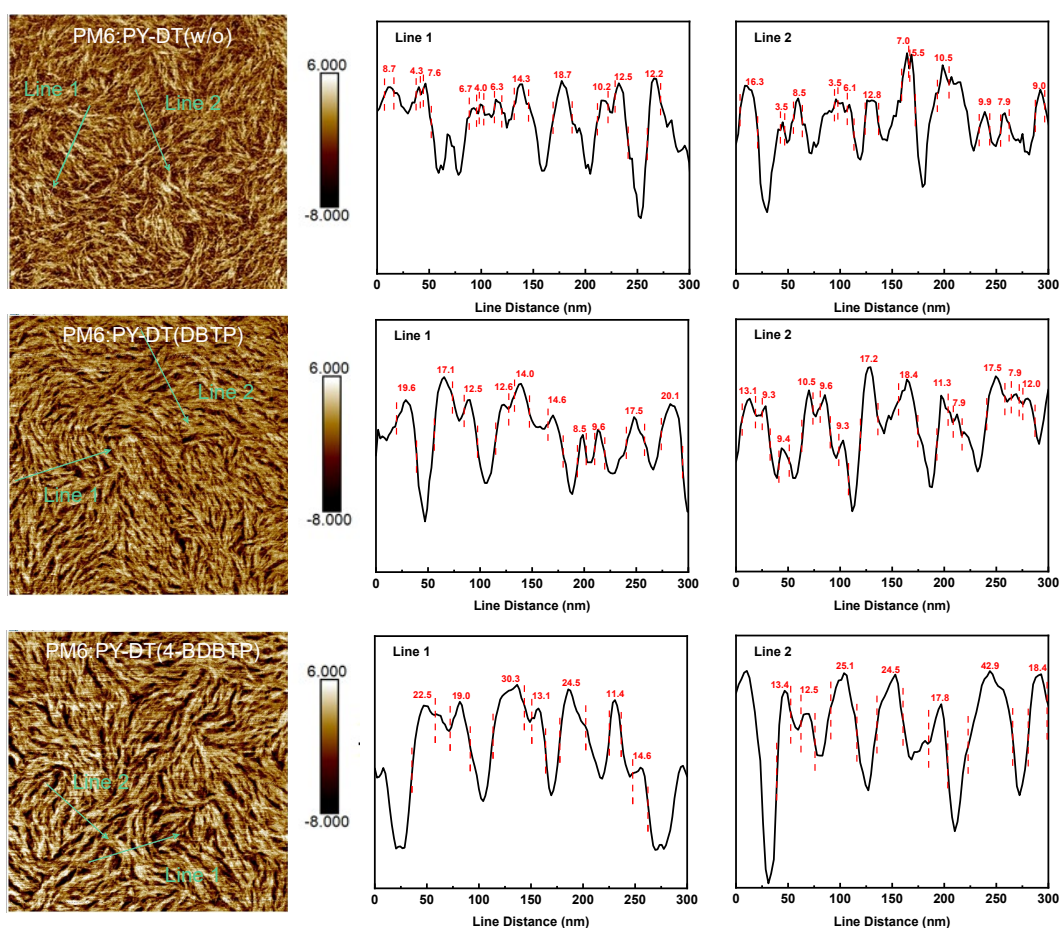 PM6:PY-DT(w/o)
Line 1
Line 2
6.000
-8.000
Line 1
8.7 4.3 7.6 6.7 4.0 6.3 14.3 18.7 10.2 12.5 12.2
0 50 100 150 200 250 300
Line Distance (nm)
Line 2
16.3 3.5 8.5 3.5 6.1 12.8 7.0 5.5 10.5 9.9 7.9 9.0
0 50 100 150 200 250 300
Line Distance (nm)
PM6:PY-DT(DBTP)
Line 2
Line 1
6.000
-8.000
Line 1
19.6 17.1 12.5 12.6 14.0 14.6 8.5 9.6 17.5 20.1
0 50 100 150 200 250 300
Line Distance (nm)
Line 2
13.1 9.3 9.4 10.5 9.6 9.3 17.2 18.4 11.3 7.9 17.5 7.9 12.0
0 50 100 150 200 250 300
Line Distance (nm)
PM6:PY-DT(4-BDBTP)
Line 2
Line 1
6.000
-8.000
Line 1
22.5 19.0 30.3 13.1 24.5 11.4 14.6
0 50 100 150 200 250 300
Line Distance (nm)
Line 2
13.4 12.5 25.1 24.5 17.8 42.9 18.4
0 50 100 150 200 250 300
Line Distance (nm)